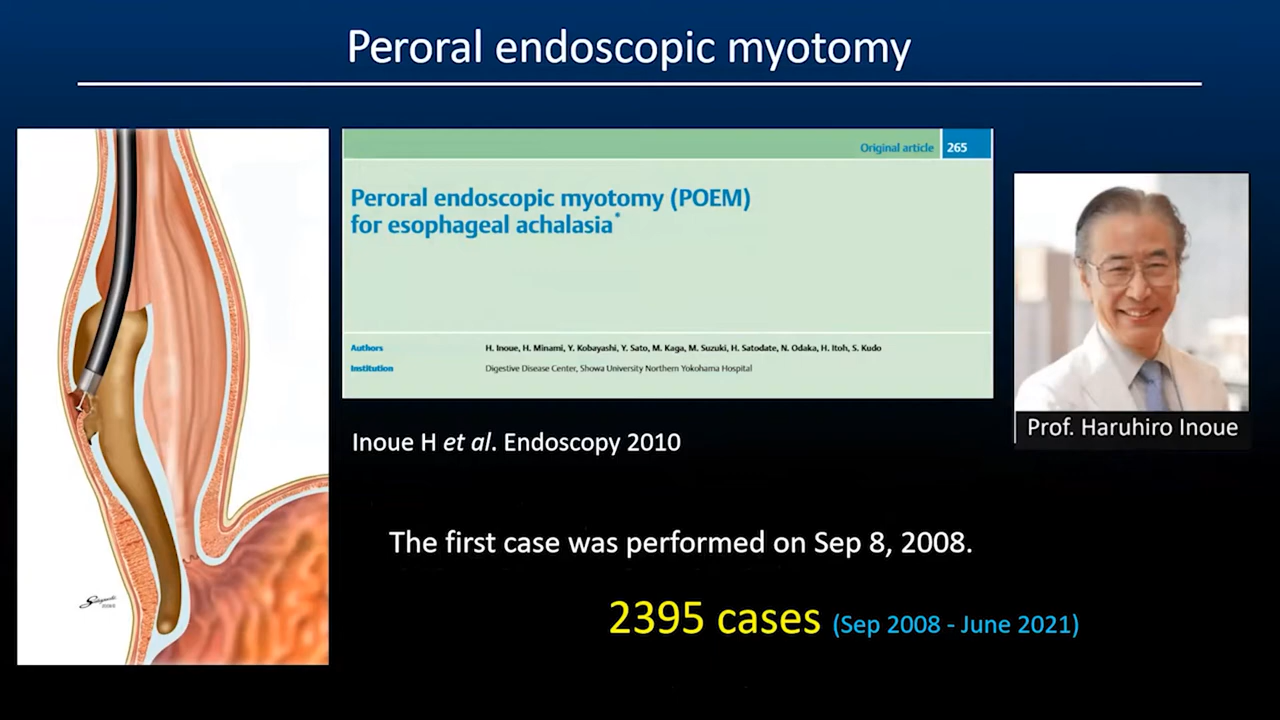 Peroral endoscopic myotomy
Original article 265
Peroral endoscopic myotomy (POEM)
for esophageal achalasia*
Authors H. Inoue, H. Minami, Y. Kobayashi, Y. Sato, M. Kaga, M. Suzuki, H. Satodate, N. Odaka, H. Itoh, S. Kudo
Institution Digestive Disease Center, Showa University Northern Yokohama Hospital
Prof. Haruhiro Inoue
Inoue H et al. Endoscopy 2010
The first case was performed on Sep 8, 2008.
2395 cases (Sep 2008 - June 2021)